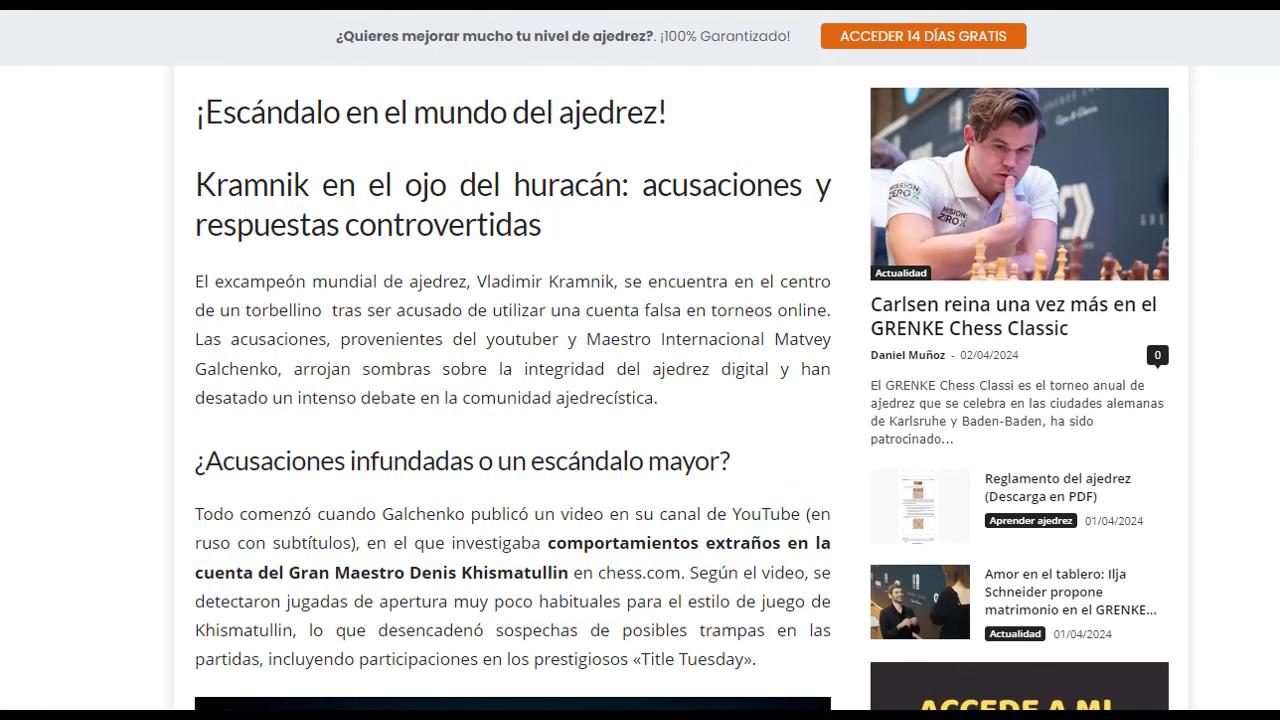 ¿Quieres mejorar mucho tu nivel de ajedrez?. ¡100% Garantizado!
ACCEDER 14 DÍAS GRATIS
¡Escándalo en el mundo del ajedrez!
Kramnik en el ojo del huracán: acusaciones y
respuestas controvertidas
El excampeón mundial de ajedrez, Vladimir Kramnik, se encuentra en el centro
de un torbellino tras ser acusado de utilizar una cuenta falsa en torneos online.
Las acusaciones, provenientes del youtuber y Maestro Internacional Matvey
Galchenko, arrojan sombras sobre la integridad del ajedrez digital y han
desatado un intenso debate en la comunidad ajedrecística.
¿Acusaciones infundadas o un escándalo mayor?
Todo comenzó cuando Galchenko publicó un video en su canal de YouTube (en
ruso con subtítulos), en el que investigaba comportamientos extraños en la
cuenta del Gran Maestro Denis Khismatullin en chess.com. Según el video, se
detectaron jugadas de apertura muy poco habituales para el estilo de juego de
Khismatullin, lo que desencadenó sospechas de posibles trampas en las
partidas, incluyendo participaciones en los prestigiosos «Title Tuesday».
MISSION
ZERO
MISION
ZERO
Actualidad
Carlsen reina una vez más en el
GRENKE Chess Classic
Daniel Muñoz - 02/04/2024
0
El GRENKE Chess Classi es el torneo anual de
ajedrez que se celebra en las ciudades alemanas
de Karlsruhe y Baden-Baden, ha sido
patrocinado...
Reglamento del ajedrez
(Descarga en PDF)
Aprender ajedrez 01/04/2024
Amor en el tablero: Ilja
Schneider propone
matrimonio en el GRENKE...
Actualidad 01/04/2024
ACCEDE A MI